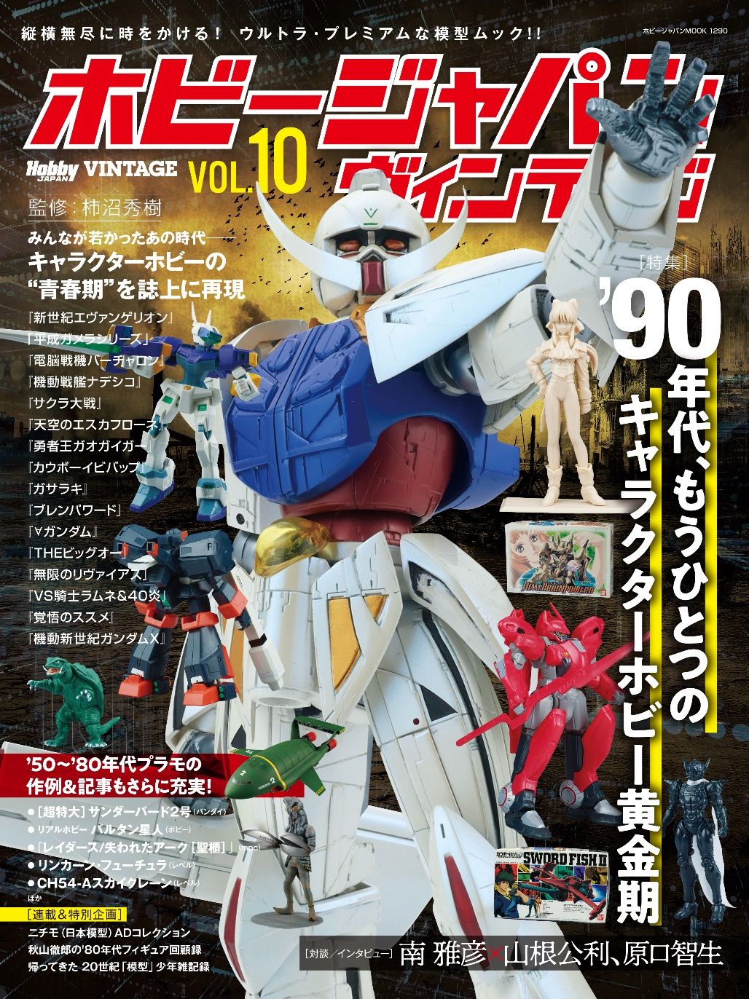 縦横無尽に時をかける! ウルトラ・プレミアムな模型ムック!!
ホビージャパンMOOK 1290
ホビージャパン
ヴィンテージ
Hobby JAPAN VINTAGE VOL.10
監修:柿沼秀樹
みんなが若かったあの時代──
キャラクターホビーの
“青春期”を誌上に再現
『新世紀エヴァンゲリオン』
『平成ガメラシリーズ』
『電脳戦機バーチャロン』
『機動戦艦ナデシコ』
『サクラ大戦』
『天空のエスカフローネ』
『勇者王ガオガイガー』
『カウボーイビバップ』
『ガサラキ』
『ブレンパワード』
『∀ガンダム』
『THEビッグオー』
『無限のリヴァイアス』
『VS騎士ラムネ&40炎』
『覚悟のススメ』
『機動新世紀ガンダムX』
[特集]
’90年代、もうひとつの
キャラクターホビー黄金期
’50〜’80年代プラモの
作例&記事もさらに充実!
●[超特大]サンダーバード2号(バンダイ)
●リアルホビー バルタン星人(ポピー)
●『レイダース/失われたアーク[聖櫃]』(mpc)
●リンカーン・フューチュラ(レベル)
●CH54-Aスカイクレーン(レベル)
ほか
[連載&特別企画]
ニチモ(日本模型)ADコレクション
秋山徹郎の'80年代フィギュア回顧録
帰ってきた 20世紀「模型」少年雑記録
カウボーイビバップ
SWORD FISH II
[対談/インタビュー] 南 雅彦×山根公利、原口智生